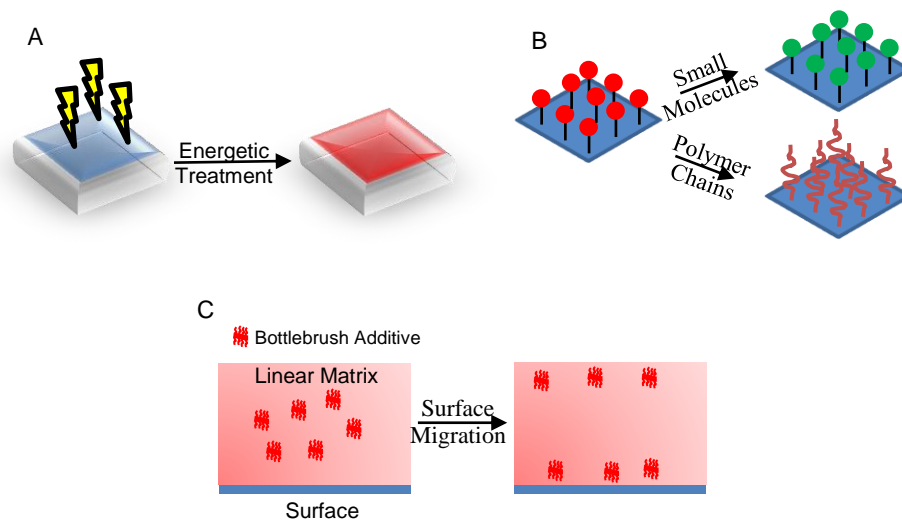 A
Energetic
Treatment
B
Small
Molecules
Polymer
Chains
C
Bottlebrush Additive
Linear Matrix
Surface
Migration
Surface